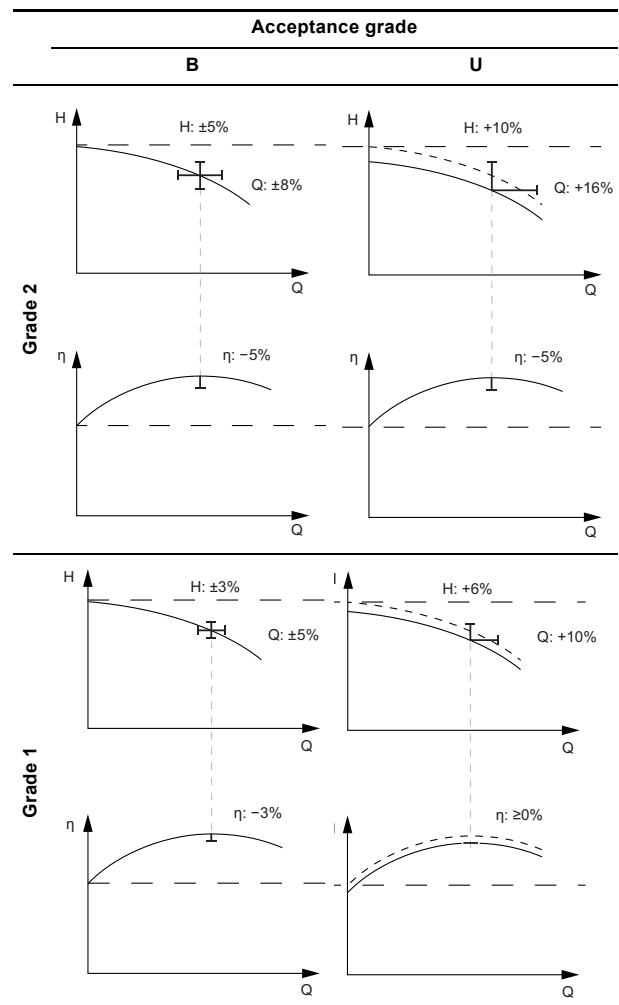 Acceptance grade
B U
Grade 2
H H: ±5%
Q: ±8%
Q
H H: +10%
Q: +16%
Q
η η: −5%
Q
η η: −5%
Q
Grade 1
H H: ±3%
Q: ±5%
Q
H: +6%
Q: +10%
Q
η η: −3%
Q
η: ≥0%
Q